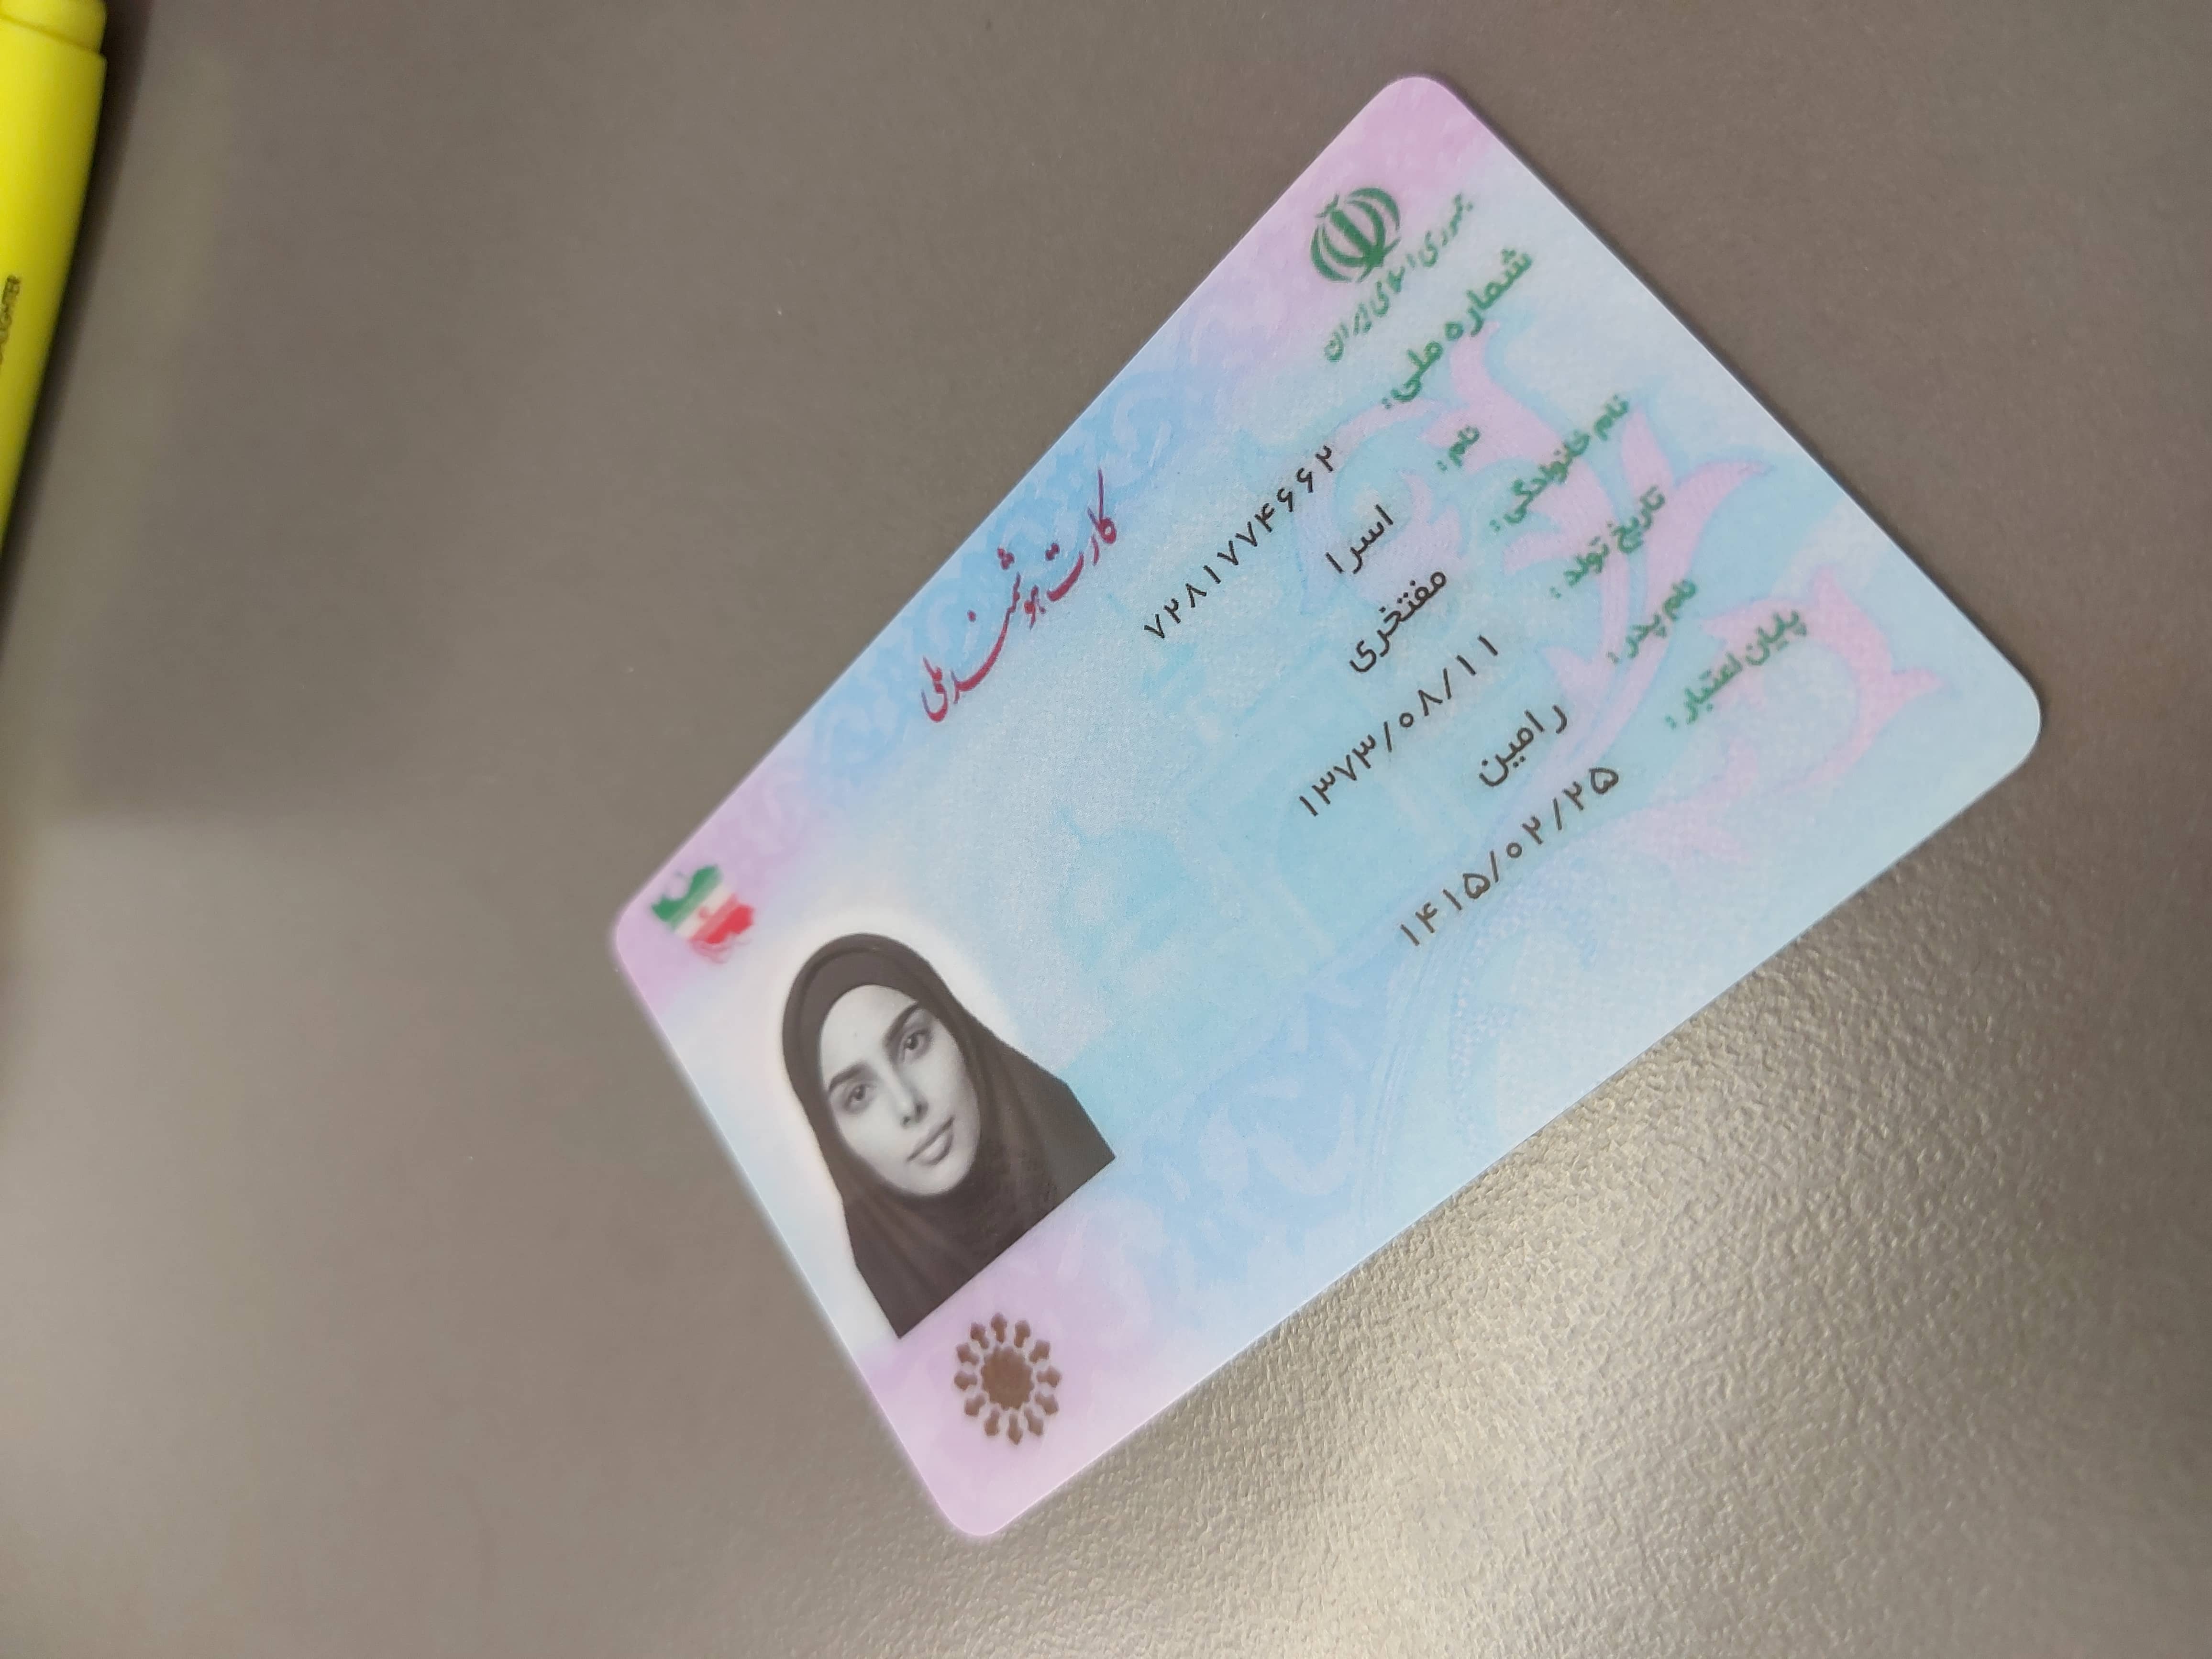 جمهوری اسلامی ایران
کارت هوشمند ملی
شماره ملی: ۷۲۸۱۷۷۴۶۶۲
نام: اسرا
نام خانوادگی: مفتخری
تاریخ تولد: ۱۳۷۳/۰۸/۱۱
نام پدر: رامین
پایان اعتبار: ۱۴۱۵/۰۲/۲۵